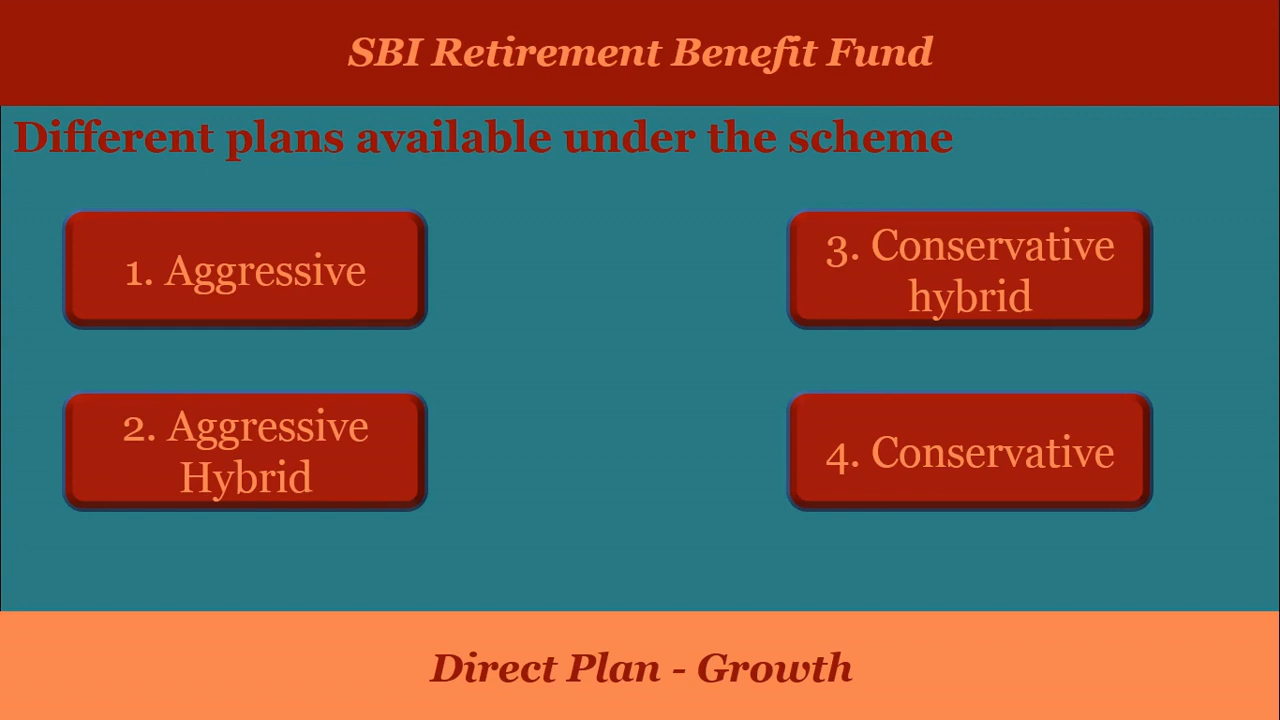 SBI Retirement Benefit Fund
Different plans available under the scheme
1. Aggressive
2. Aggressive
Hybrid
3. Conservative
hybrid
4. Conservative
Direct Plan - Growth